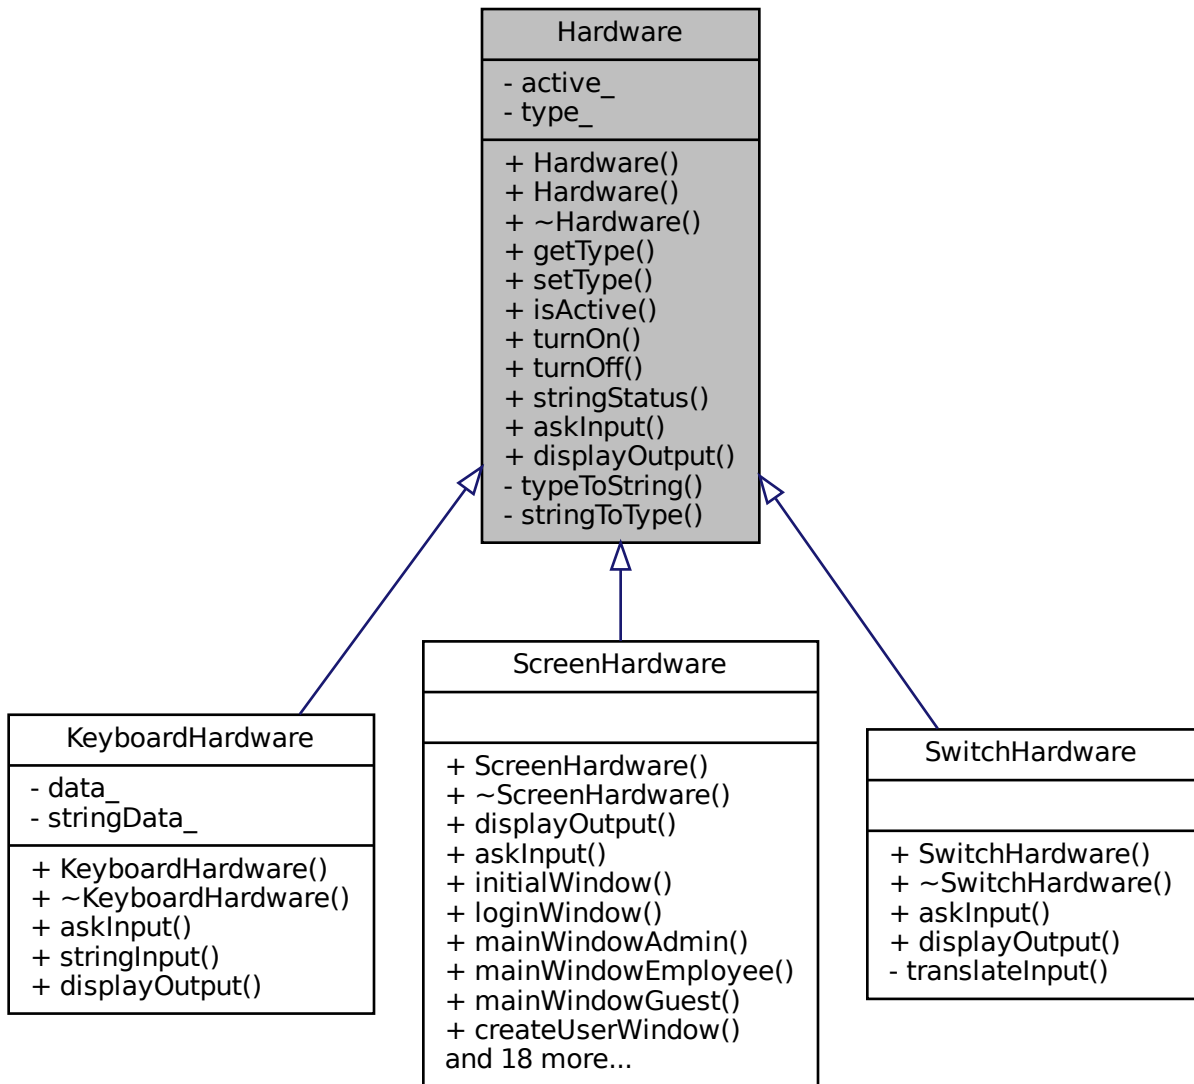 Hardware
- active_
- type_
+ Hardware()
+ Hardware()
+ ~Hardware()
+ getType()
+ setType()
+ isActive()
+ turnOn()
+ turnOff()
+ stringStatus()
+ askInput()
+ displayOutput()
- typeToString()
- stringToType()
KeyboardHardware
- data_
- stringData_
+ KeyboardHardware()
+ ~KeyboardHardware()
+ askInput()
+ stringInput()
+ displayOutput()
ScreenHardware
+ ScreenHardware()
+ ~ScreenHardware()
+ displayOutput()
+ askInput()
+ initialWindow()
+ loginWindow()
+ mainWindowAdmin()
+ mainWindowEmployee()
+ mainWindowGuest()
+ createUserWindow()
and 18 more...
SwitchHardware
+ SwitchHardware()
+ ~SwitchHardware()
+ askInput()
+ displayOutput()
- translateInput()